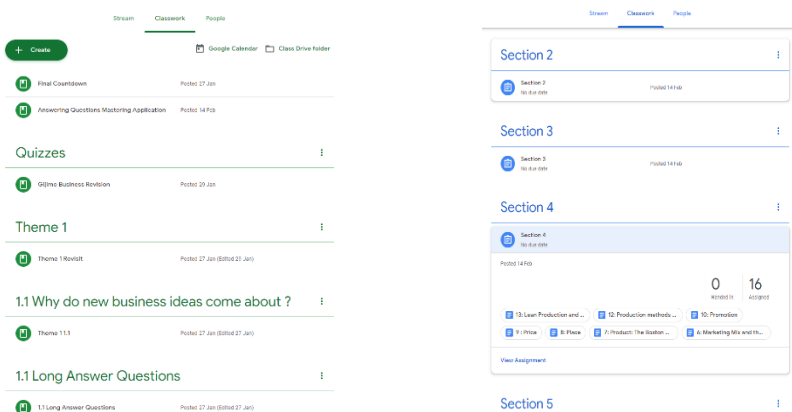 Stream Classwork People
+ Create
Google Calendar Class Drive folder
Final Countdown Posted 27 Jan
Answering Questions Mastering Application Posted 14 Feb
Quizzes
Posted 29 Jan
Theme 1
Theme 1 Revisit Posted 27 Jan (Edited 29 Jan)
1.1 Why do new business ideas come about ?
Theme 1 1.1 Posted 27 Jan (Edited 27 Jan)
1.1 Long Answer Questions
1.1 Long Answer Questions Posted 27 Jan (Edited 27 Jan)
Stream Classwork People
Section 2
Section 2 Posted 14 Feb
No due date
Section 3
Section 3 Posted 14 Feb
No due date
Section 4
Section 4
No due date
Posted 14 Feb
0 16
Handed in Assigned
13: Lean Production and ... 12: Production methods ... 10: Promotion
9 : Price 8: Place 7: Product: The Boston ... 6: Marketing Mix and th...
View Assignment
Section 5